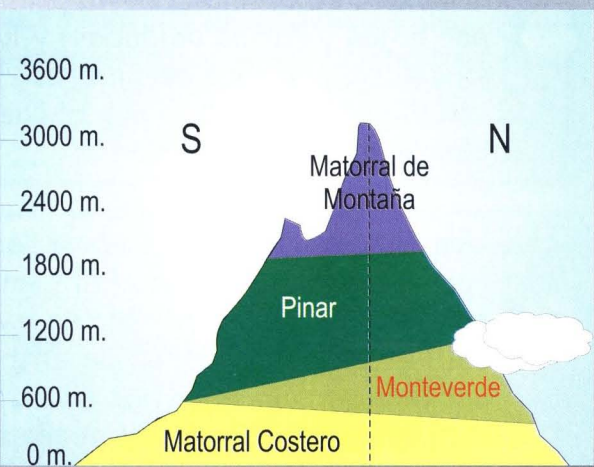 3600 m.
3000 m.
S
N
Matorral de
Montaña
2400 m.
1800 m.
Pinar
1200 m.
Monteverde
600 m.
Matorral Costero
0 m.